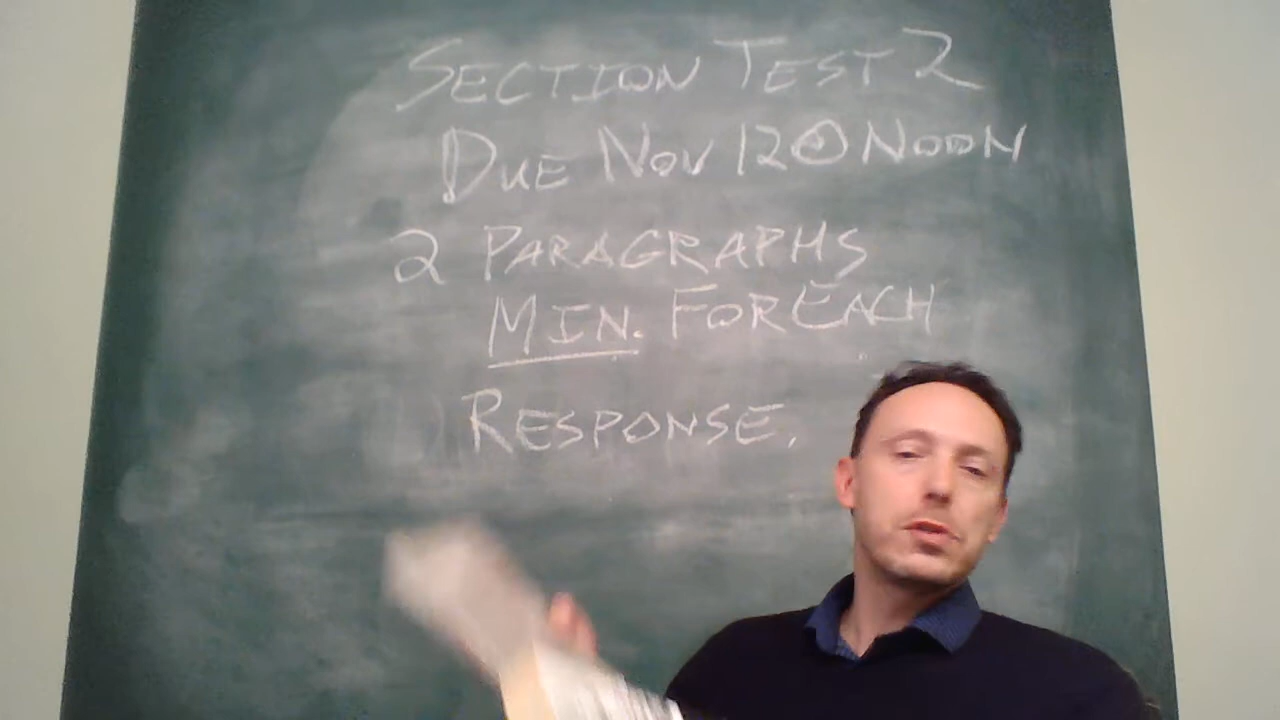 SECTION TEST 2
DUE NOV 12@NOON
2 PARAGRAPHS
MIN. FOR EACH
RESPONSE.